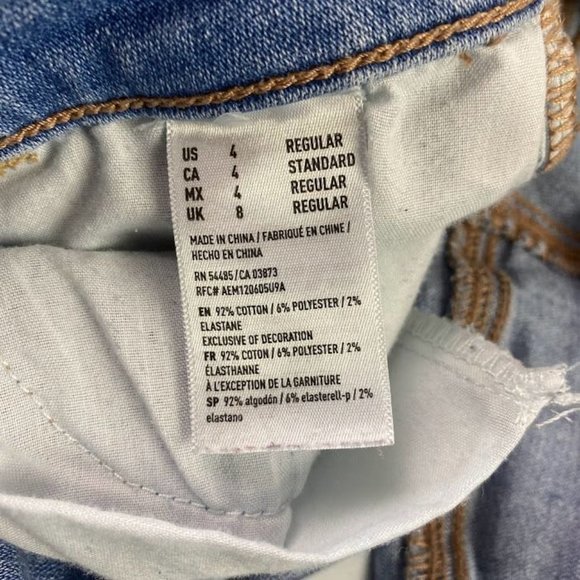 US 4 REGULAR
CA 4 STANDARD
MX 4 REGULAR
UK 8 REGULAR
MADE IN CHINA / FABRIQUÉ EN CHINE /
HECHO EN CHINA
RN 54485/CA 03873
RFC# AEM120605U9A
EN 92% COTTON / 6% POLYESTER / 2%
ELASTANE
EXCLUSIVE OF DECORATION
FR 92% COTON / 6% POLYESTER / 2%
ÉLASTHANNE
À L'EXCEPTION DE LA GARNITURE
SP 92% algodón / 6% elasterell-p / 2%
elastano